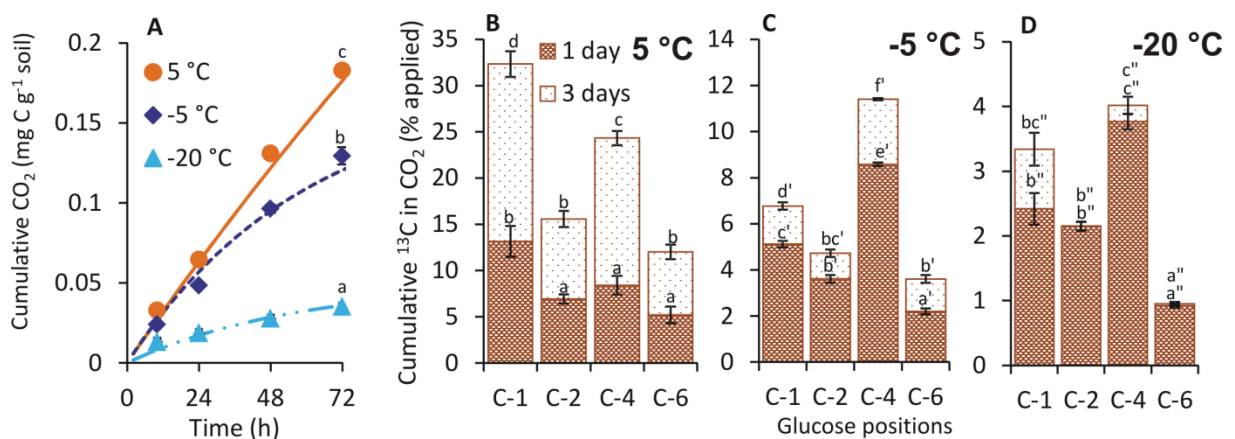 A
Cumulative CO₂ (mg C g⁻¹ soil)
0.2
0.15
0.1
0.05
0
5 °C
-5 °C
-20 °C
c
b
a
0
24
48
72
Time (h)
B
5 °C
1 day
3 days
Cumulative ¹³C in CO₂ (% applied)
35
30
25
20
15
10
5
0
d
b
b
a
c
a
b
a
C-1
C-2
C-4
C-6
C
-5 °C
14
12
10
8
6
4
2
0
d'
c'
bc'
b'
f'
e'
b'
a'
C-1
C-2
C-4
C-6
Glucose positions
D
-20 °C
5
4
3
2
1
0
bc"
b"
b"
b"
c"
c"
a"
a"
C-1
C-2
C-4
C-6